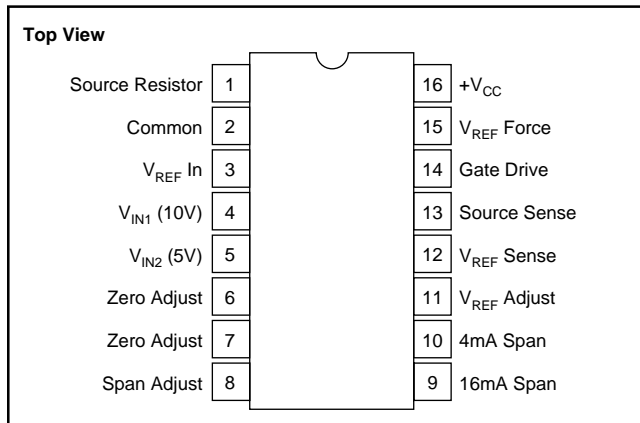 Top View
Source Resistor 1 16 +VCC
Common 2 15 VREF Force
VREF In 3 14 Gate Drive
VIN1 (10V) 4 13 Source Sense
VIN2 (5V) 5 12 VREF Sense
Zero Adjust 6 11 VREF Adjust
Zero Adjust 7 10 4mA Span
Span Adjust 8 9 16mA Span